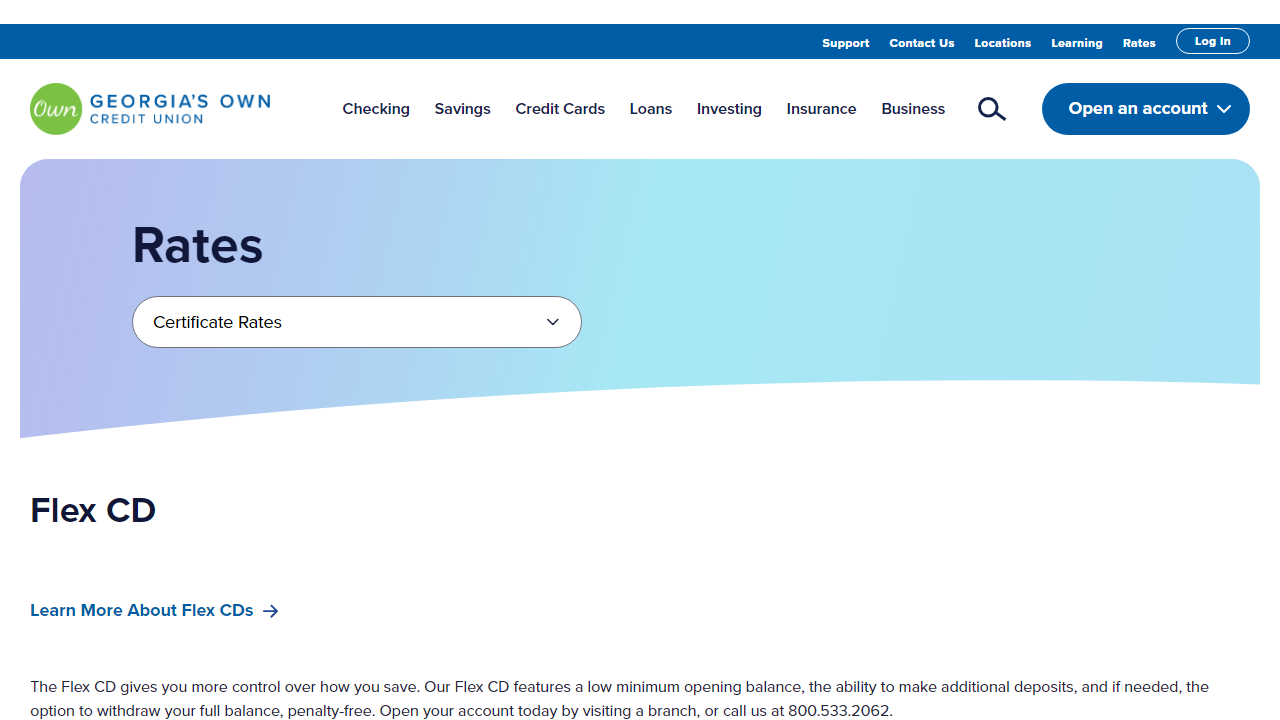 Support Contact Us Locations Learning Rates Log In
Own GEORGIA'S OWN
CREDIT UNION
Checking Savings Credit Cards Loans Investing Insurance Business Open an account
Rates
Certificate Rates
Flex CD
Learn More About Flex CDs
The Flex CD gives you more control over how you save. Our Flex CD features a low minimum opening balance, the ability to make additional deposits, and if needed, the
option to withdraw your full balance, penalty-free. Open your account today by visiting a branch, or call us at 800.533.2062.